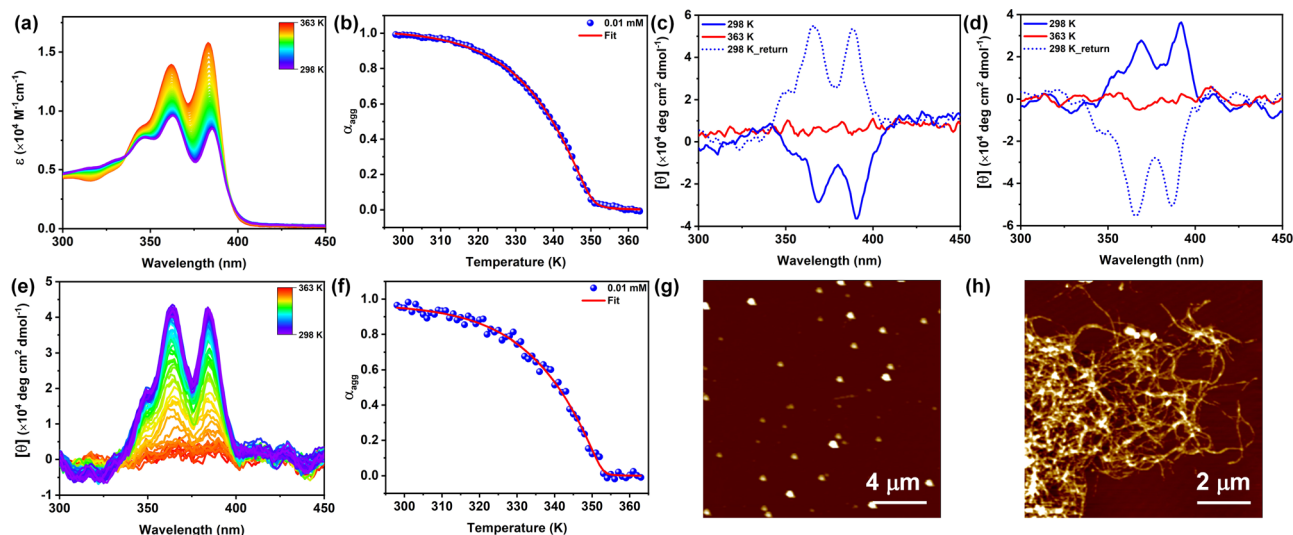 (a)
363 K
298 K
1.5
1.0
0.5
0.0
300 350 400 450
ε (×10⁴ M⁻¹cm⁻¹)
Wavelength (nm)
(b)
0.01 mM
Fit
1.0
0.8
0.6
0.4
0.2
0.0
300 310 320 330 340 350 360
αagg
Temperature (K)
(c)
298 K
363 K
298 K_return
6
4
2
0
-2
-4
300 350 400 450
[θ] (×10⁴ deg cm² dmol⁻¹)
Wavelength (nm)
(d)
298 K
363 K
298 K_return
4
2
0
-2
-4
-6
300 350 400 450
[θ] (×10⁴ deg cm² dmol⁻¹)
Wavelength (nm)
(e)
363 K
298 K
5
4
3
2
1
0
-1
300 350 400 450
[θ] (×10⁴ deg cm² dmol⁻¹)
Wavelength (nm)
(f)
0.01 mM
Fit
1.0
0.8
0.6
0.4
0.2
0.0
300 310 320 330 340 350 360
αagg
Temperature (K)
(g)
4 μm
(h)
2 μm